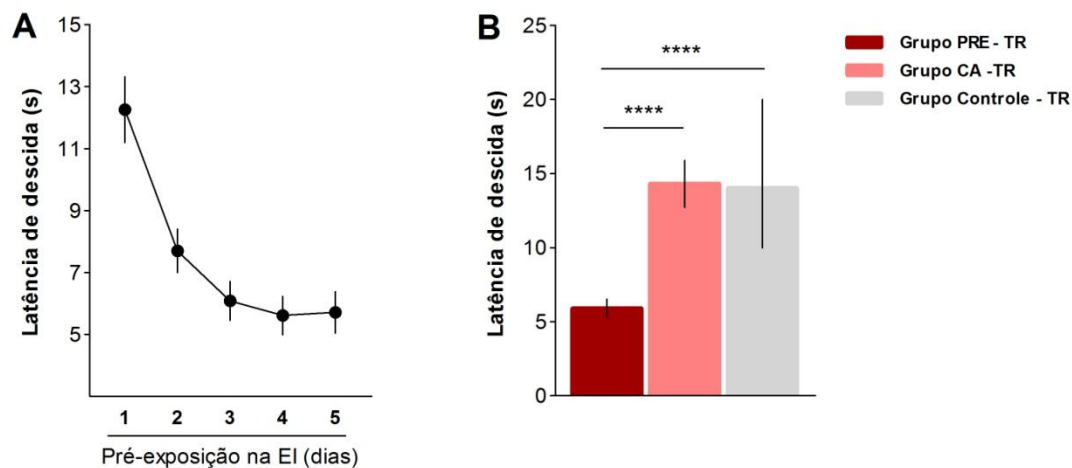 A
Latência de descida (s)
15
13
11
9
7
5
1 2 3 4 5
Pré-exposição na EI (dias)
B
Latência de descida (s)
25
20
15
10
5
0
****
****
Grupo PRE - TR
Grupo CA -TR
Grupo Controle - TR